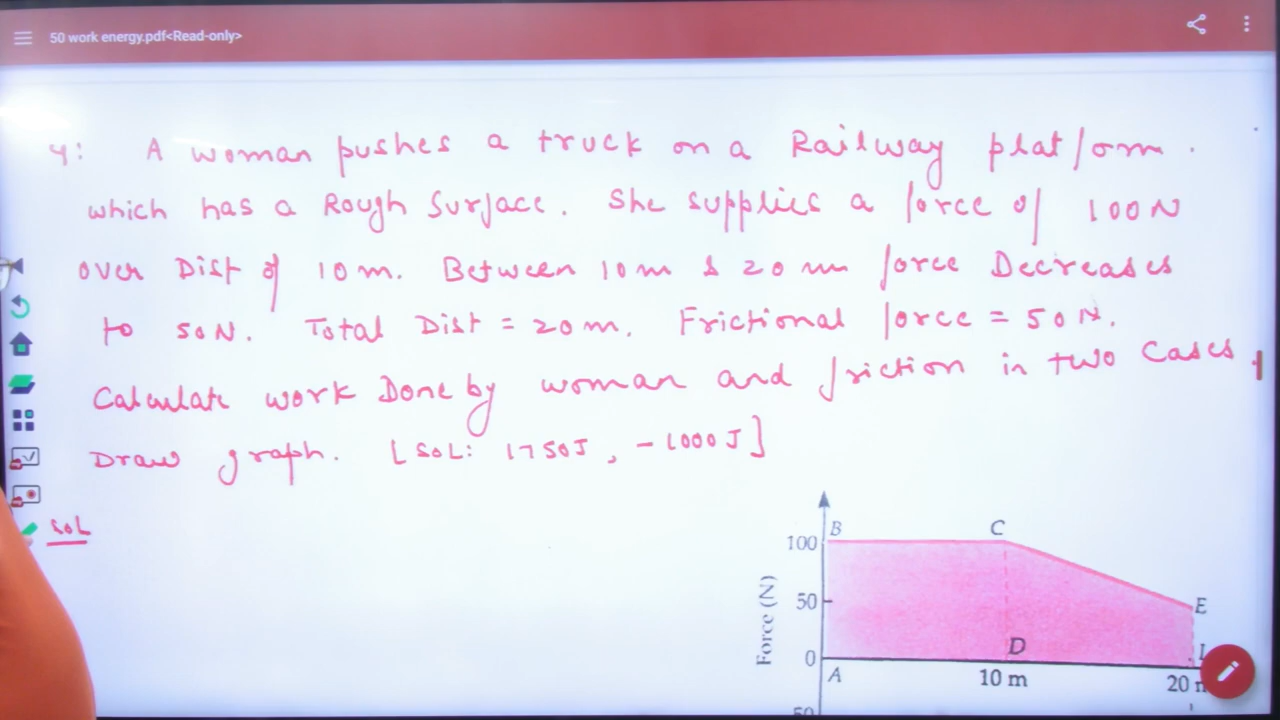 50 work energy.pdf<Read-only>
4: A woman pushes a truck on a Railway platform.
which has a Rough Surface. She supplies a force of 100N
over Dist of 10m. Between 10m & 20m force Decreases
to 50N. Total Dist = 20m. Frictional force = 50N.
Calculate work Done by woman and friction in two Cases.
Draw graph. [SOL: 1750J, -1000J]
SOL
B C
100
50 E
Force (N)
0 D
A 10 m 20
50